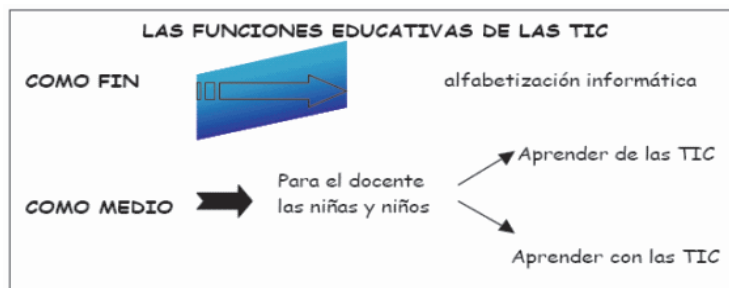 LAS FUNCIONES EDUCATIVAS DE LAS TIC
COMO FIN
alfabetización informática
Aprender de las TIC
COMO MEDIO
Para el docente
las niñas y niños
Aprender con las TIC